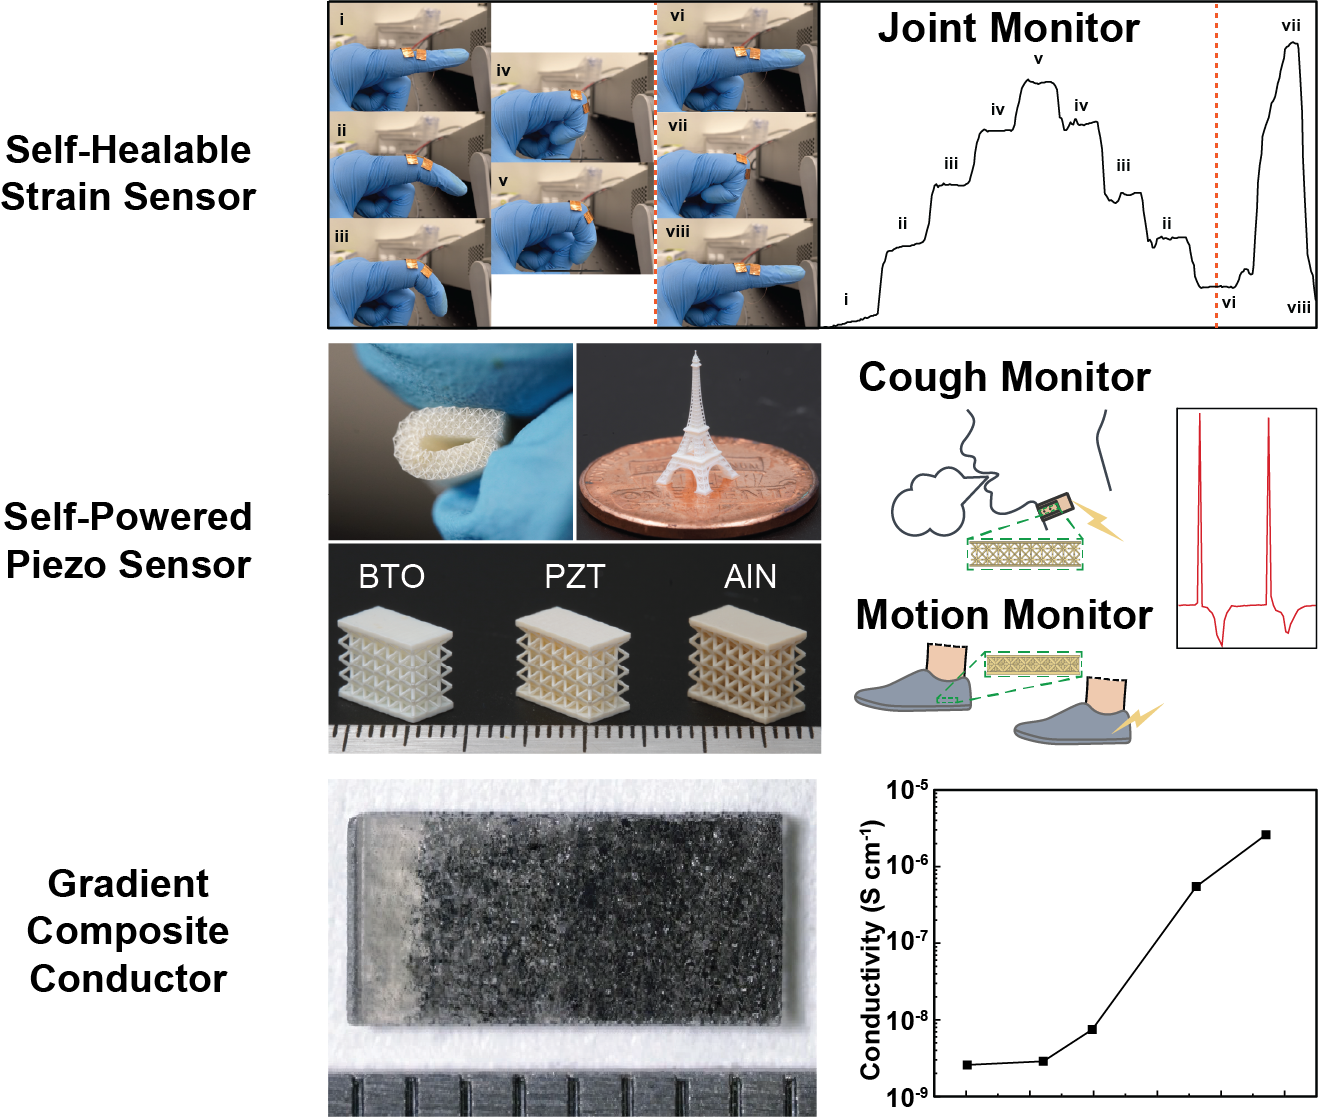 Self-Healable
Strain Sensor
i
ii
iii
iv
v
vi
vii
viii
Joint Monitor
i
ii
iii
iv
v
iv
iii
ii
vi
vii
viii
Self-Powered
Piezo Sensor
BTO
PZT
AlN
Cough Monitor
Motion Monitor
Gradient
Composite
Conductor
Conductivity (S cm-1)
10-5
10-6
10-7
10-8
10-9